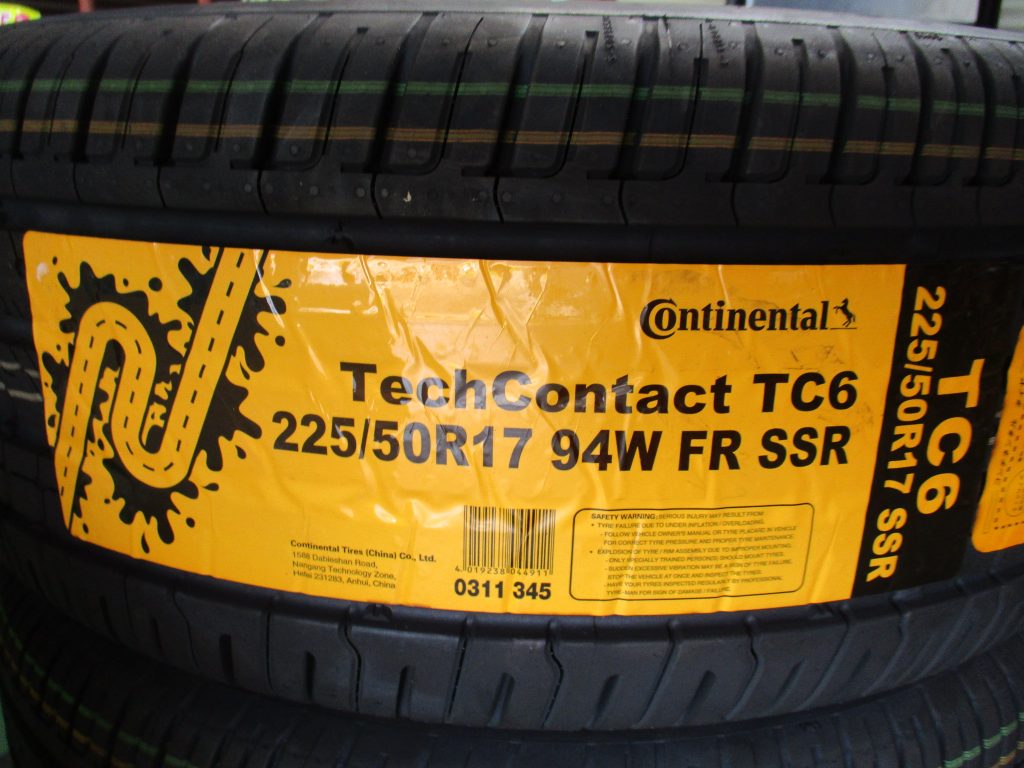 Continental
TechContact TC6
225/50R17 94W FR SSR
Continental Tires (China) Co., Ltd.
1588 Dableshan Road,
Nangang Technology Zone,
Hefei 231283, Anhui, China
4 019238 044911
0311 345
SAFETY WARNING: SERIOUS INJURY MAY RESULT FROM:
• TYRE FAILURE DUE TO UNDER INFLATION / OVERLOADING.
- FOLLOW VEHICLE OWNER'S MANUAL OR TYRE PLACARD IN VEHICLE
FOR CORRECT TYRE PRESSURE AND PROPER TYRE MAINTENANCE.
• EXPLOSION OF TYRE / RIM ASSEMBLY DUE TO IMPROPER MOUNTING.
- ONLY SPECIALLY TRAINED PERSONS SHOULD MOUNT TYRES.
- SUDDEN EXCESSIVE VIBRATION MAY BE A SIGN OF TYRE FAILURE.
STOP THE VEHICLE AT ONCE AND INSPECT THE TYRES.
- HAVE YOUR TYRES INSPECTED REGULARLY BY PROFESSIONAL
TYRE-MAN FOR SIGN OF DAMAGE / FAILURE.
TC6
225/50R17 SSR